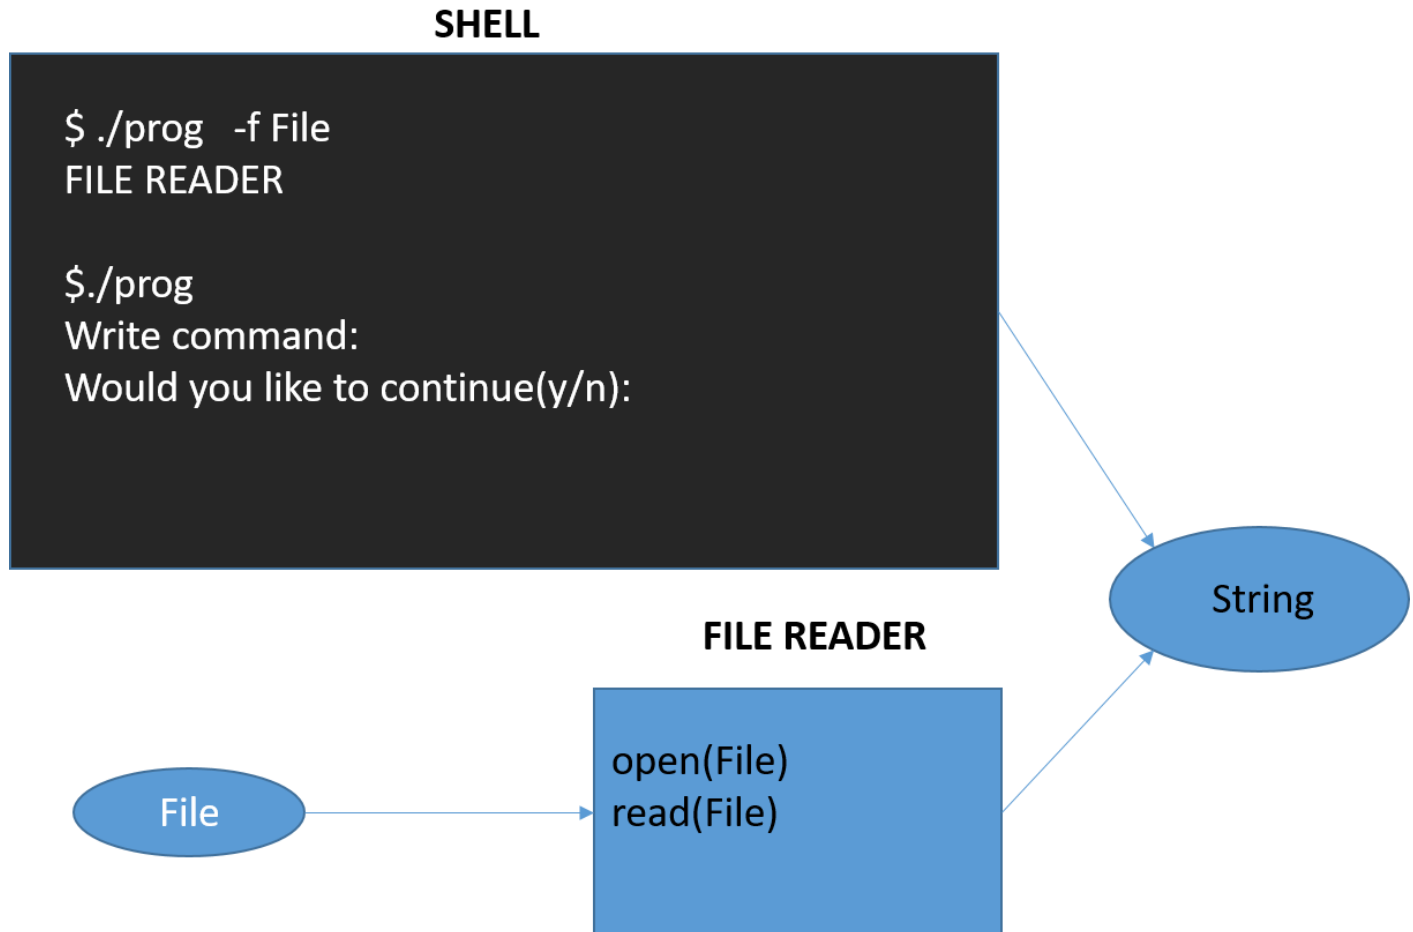 SHELL
$ ./prog -f File
FILE READER
$./prog
Write command:
Would you like to continue(y/n):
String
FILE READER
open(File)
read(File)
File